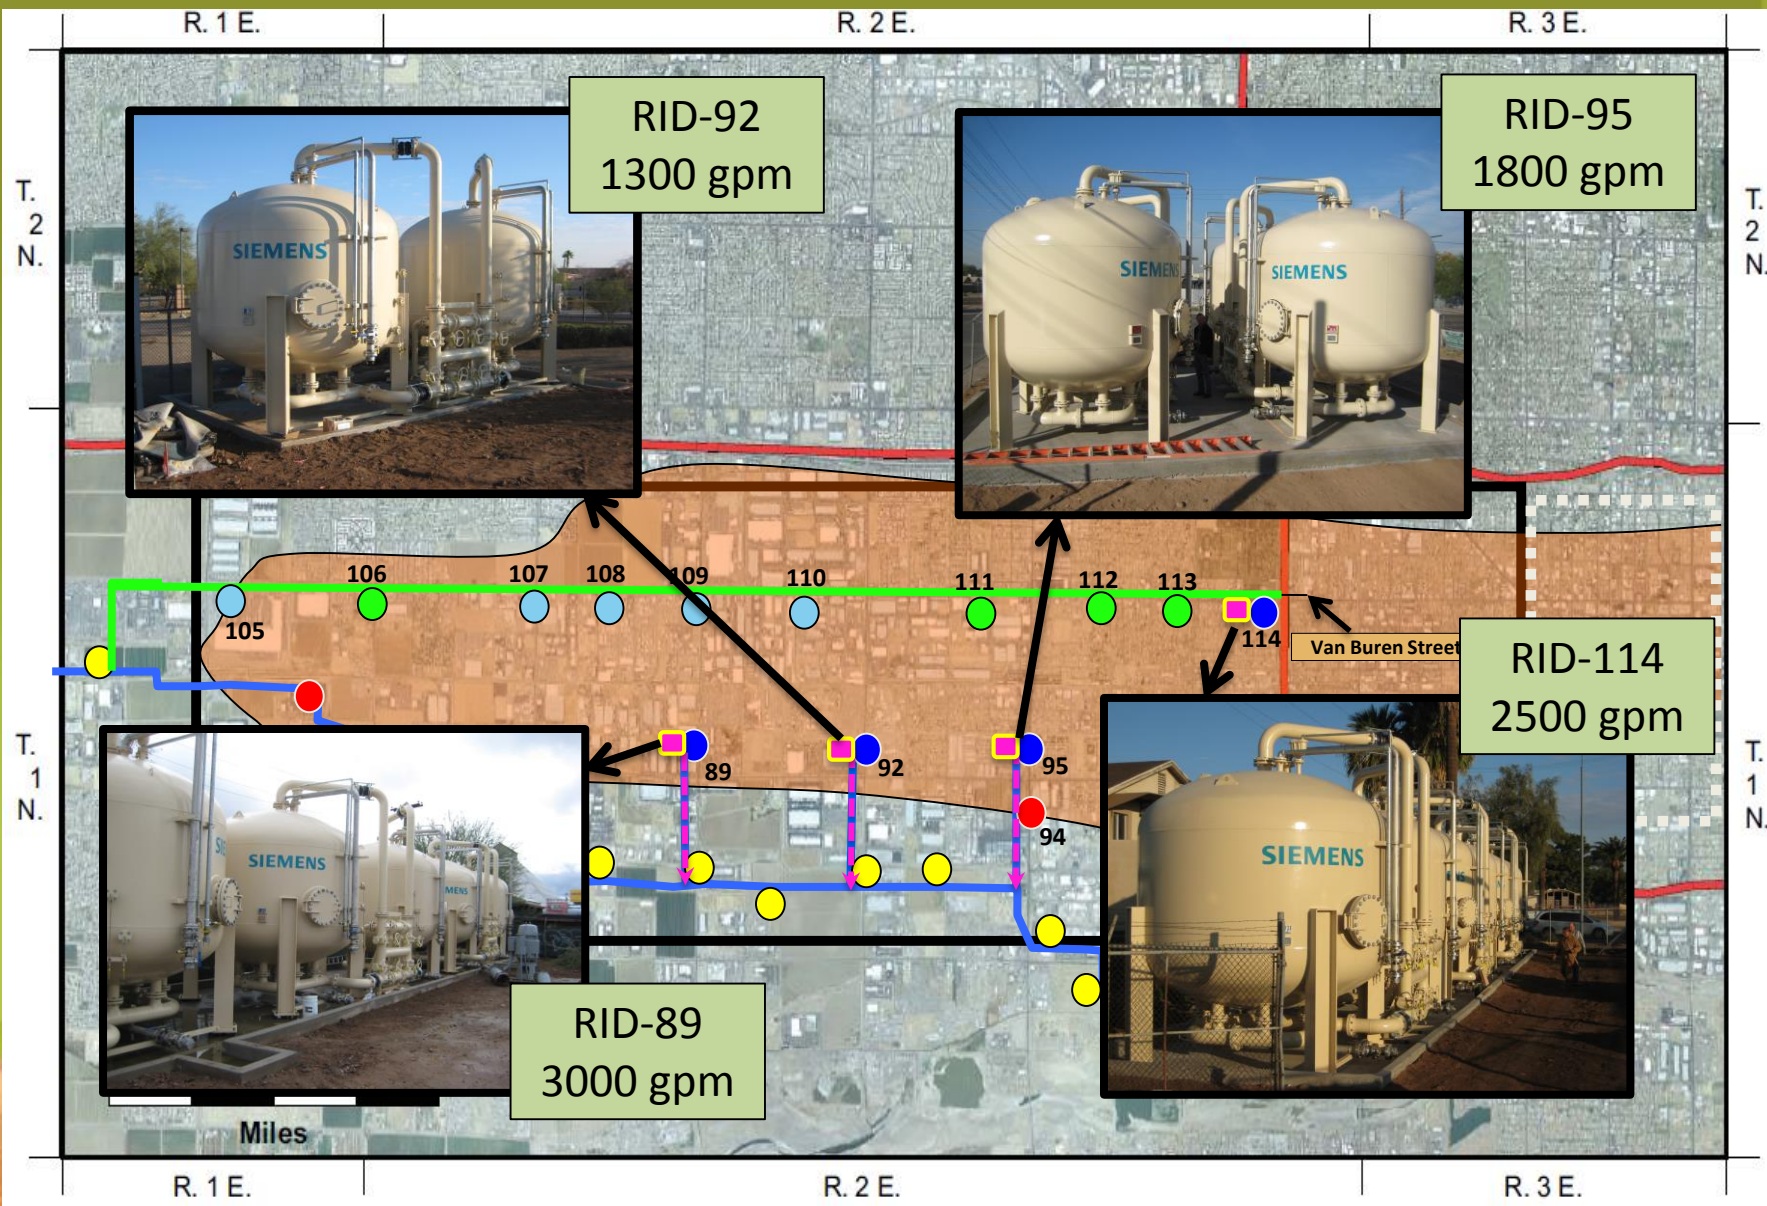 R. 1 E.
R. 2 E.
R. 3 E.
T.
2
N.
T.
2
N.
RID-92
1300 gpm
RID-95
1800 gpm
SIEMENS
SIEMENS
SIEMENS
105
106
107
108
109
110
111
112
113
114
Van Buren Street
RID-114
2500 gpm
T.
1
N.
T.
1
N.
89
92
95
94
SIEMENS
SIEMENS
SIEMENS
RID-89
3000 gpm
Miles
R. 1 E.
R. 2 E.
R. 3 E.